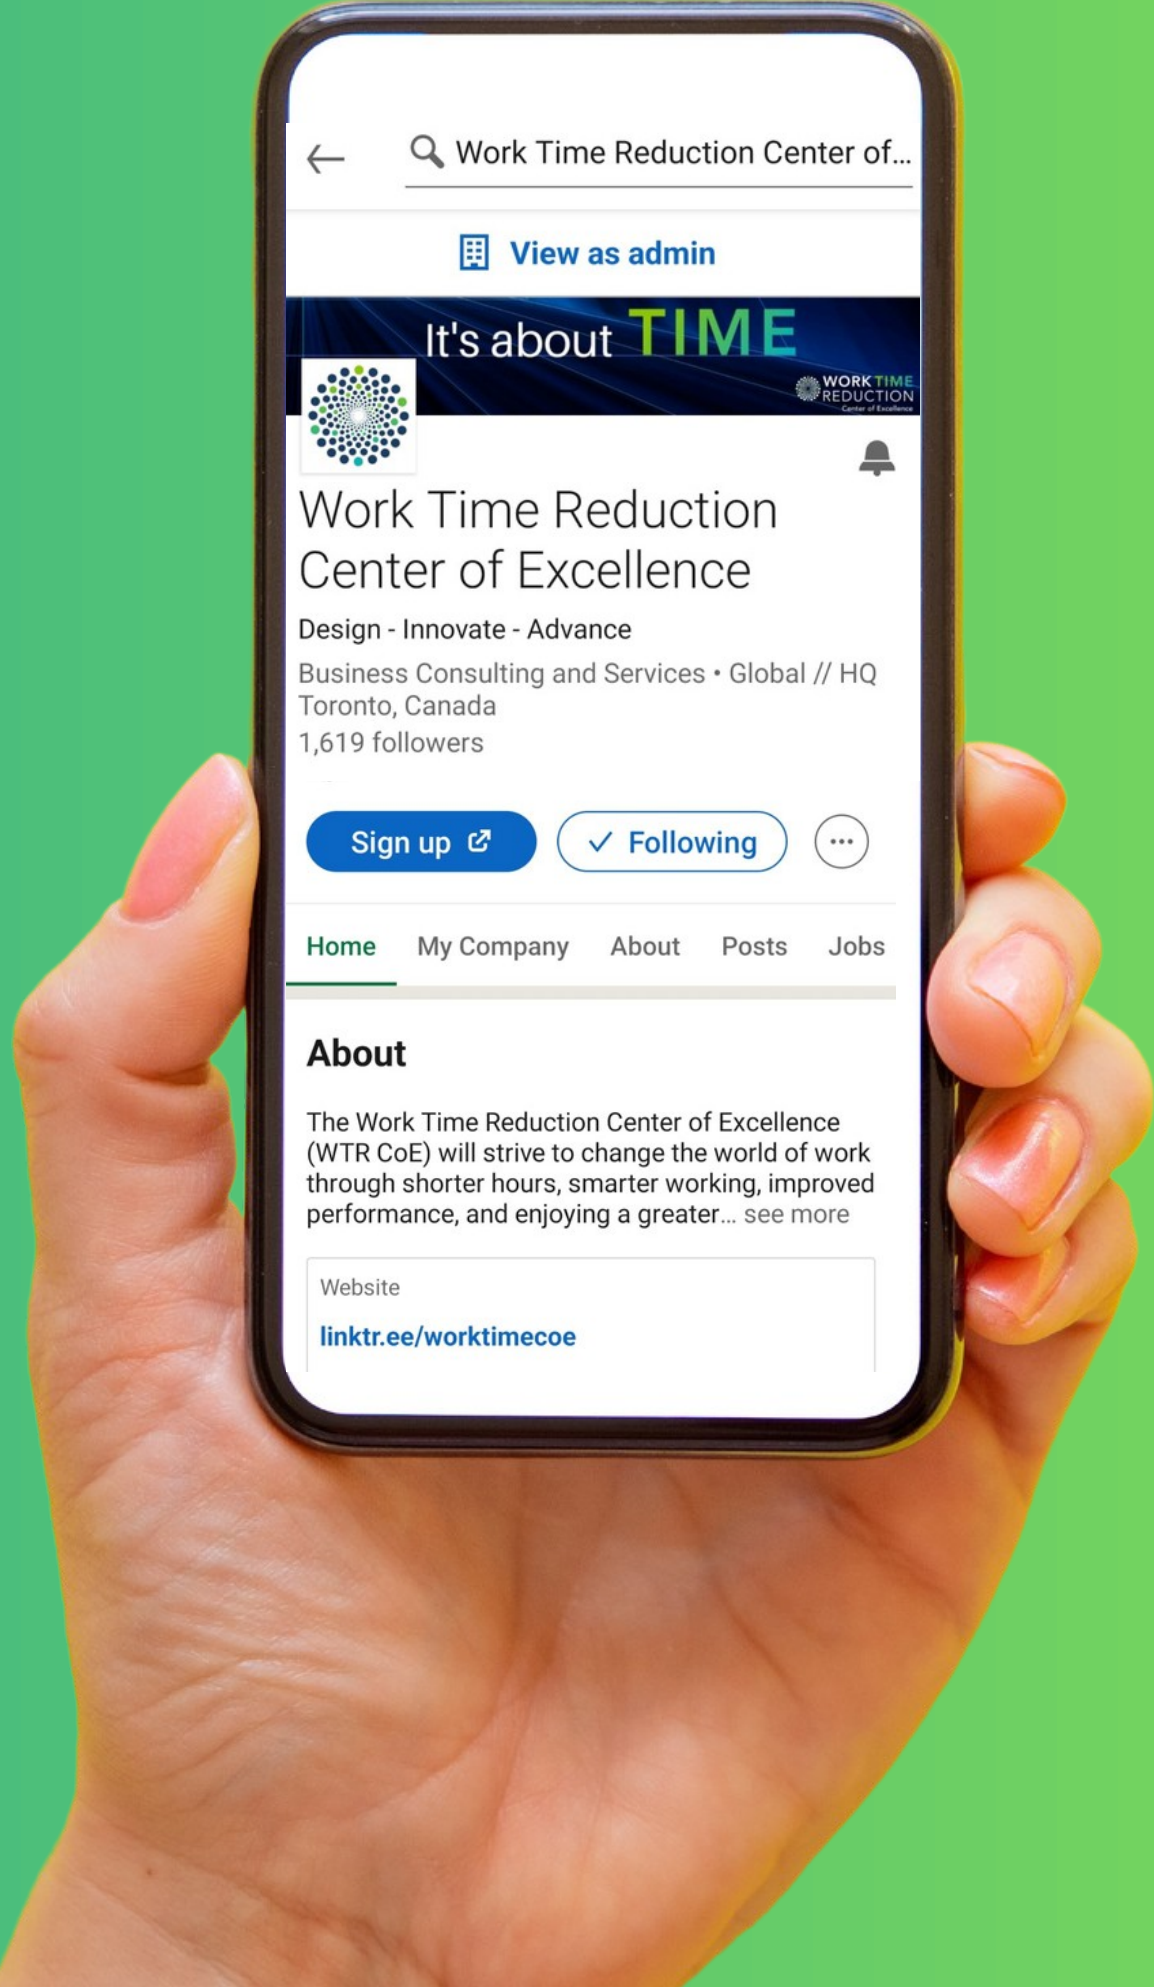 Work Time Reduction Center of...
View as admin
It's about TIME
WORK TIME
REDUCTION
Center of Excellence
Work Time Reduction
Center of Excellence
Design - Innovate - Advance
Business Consulting and Services • Global // HQ
Toronto, Canada
1,619 followers
Sign up
Following
Home My Company About Posts Jobs
About
The Work Time Reduction Center of Excellence
(WTR CoE) will strive to change the world of work
through shorter hours, smarter working, improved
performance, and enjoying a greater... see more
Website
linktr.ee/worktimecoe